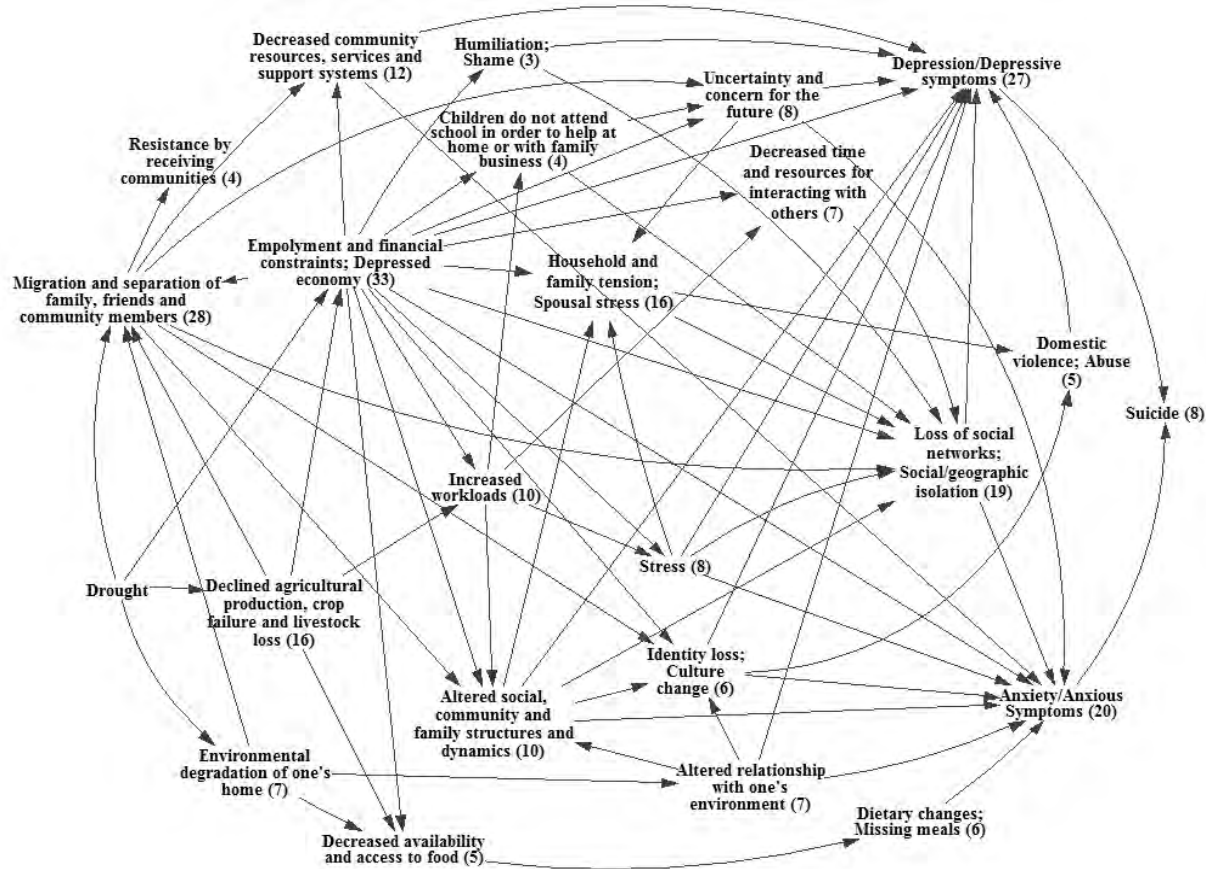 Decreased community
resources, services and
support systems (12)
Humiliation;
Shame (3)
Depression/Depressive
symptoms (27)
Uncertainty and
concern for the
future (8)
Children do not attend
school in order to help at
home or with family
business (4)
Resistance by
receiving
communities (4)
Decreased time
and resources for
interacting with
others (7)
Empolyment and financial
constraints; Depressed
economy (33)
Household and
family tension;
Spousal stress (16)
Migration and separation of
family, friends and
community members (28)
Domestic
violence; Abuse
(5)
Suicide (8)
Loss of social
networks;
Social/geographic
isolation (19)
Increased
workloads (10)
Stress (8)
Drought
Declined agricultural
production, crop
failure and livestock
loss (16)
Identity loss;
Culture
change (6)
Altered social,
community and
family structures and
dynamics (10)
Anxiety/Anxious
Symptoms (20)
Environmental
degradation of one's
home (7)
Altered relationship
with one's
environment (7)
Dietary changes;
Missing meals (6)
Decreased availability
and access to food (5)